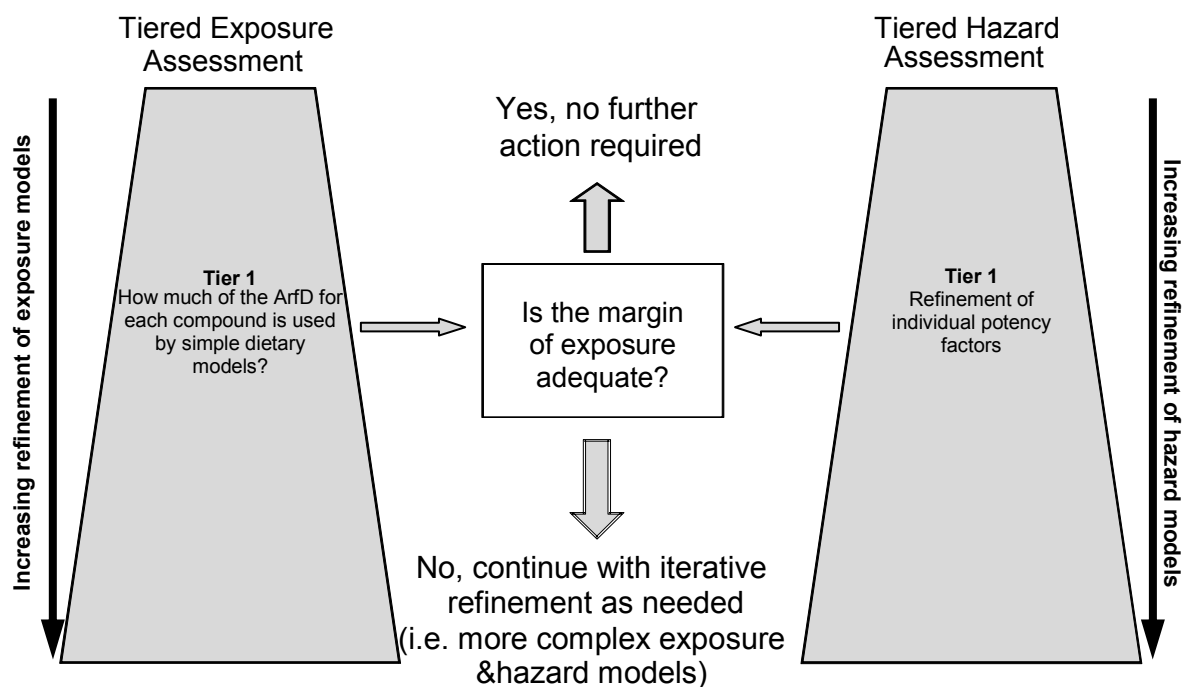 Tiered Exposure
Assessment
Increasing refinement of exposure models
Tier 1
How much of the ArfD for
each compound is used
by simple dietary
models?
Yes, no further
action required
Is the margin
of exposure
adequate?
No, continue with iterative
refinement as needed
(i.e. more complex exposure
&hazard models)
Tiered Hazard
Assessment
Tier 1
Refinement of
individual potency
factors
Increasing refinement of hazard models